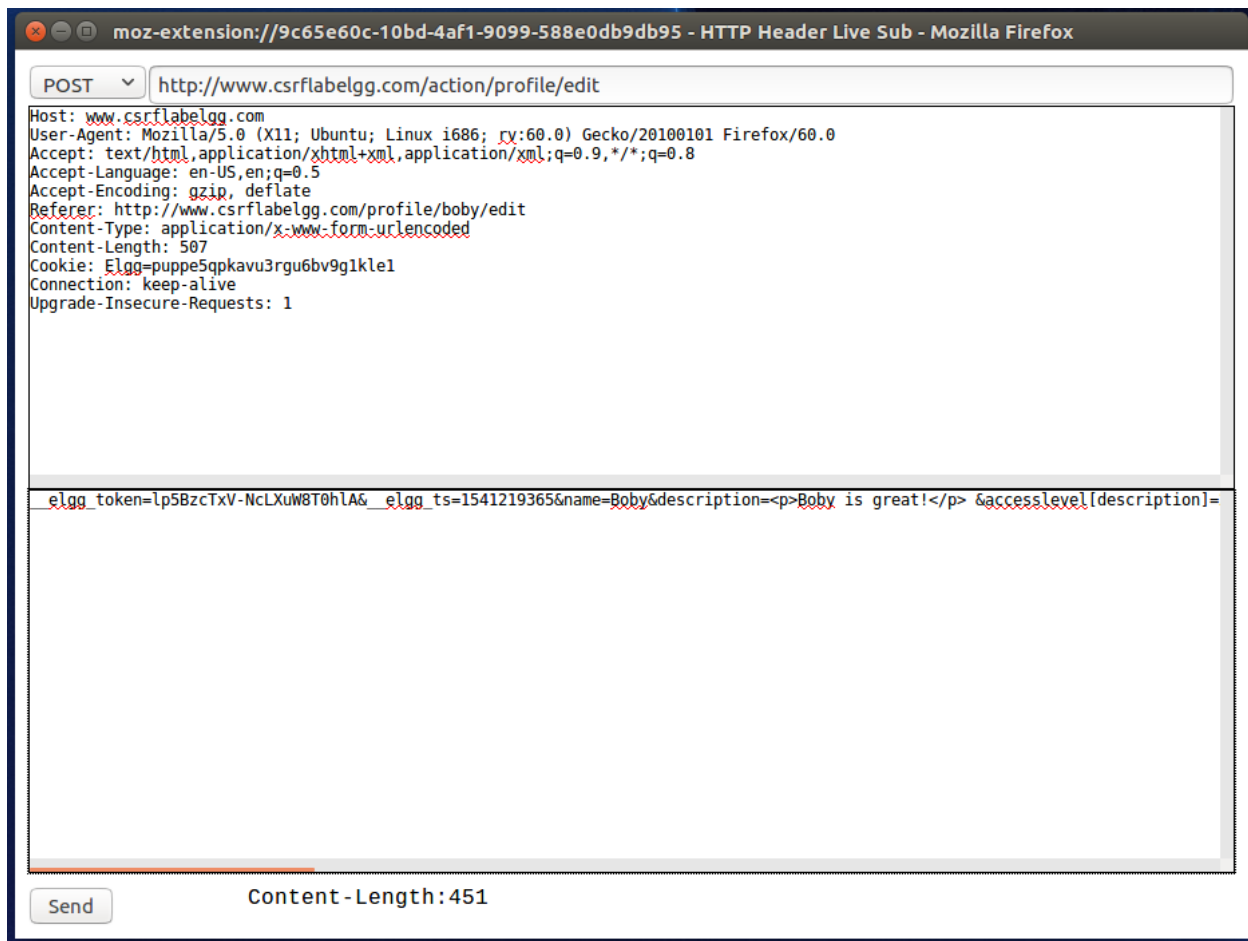 moz-extension://9c65e60c-10bd-4af1-9099-588e0db9db95 - HTTP Header Live Sub - Mozilla Firefox
POST http://www.csrflabelgg.com/action/profile/edit
Host: www.csrflabelgg.com
User-Agent: Mozilla/5.0 (X11; Ubuntu; Linux i686; rv:60.0) Gecko/20100101 Firefox/60.0
Accept: text/html,application/xhtml+xml,application/xml;q=0.9,*/*;q=0.8
Accept-Language: en-US,en;q=0.5
Accept-Encoding: gzip, deflate
Referer: http://www.csrflabelgg.com/profile/boby/edit
Content-Type: application/x-www-form-urlencoded
Content-Length: 507
Cookie: Elgg=puppe5qpkavu3rgu6bv9g1kle1
Connection: keep-alive
Upgrade-Insecure-Requests: 1
__elgg_token=lp5BzcTxV-NcLXuW8T0hlA&__elgg_ts=1541219365&name=Boby&description=<p>Boby is great!</p> &accesslevel[description]=
Send Content-Length:451